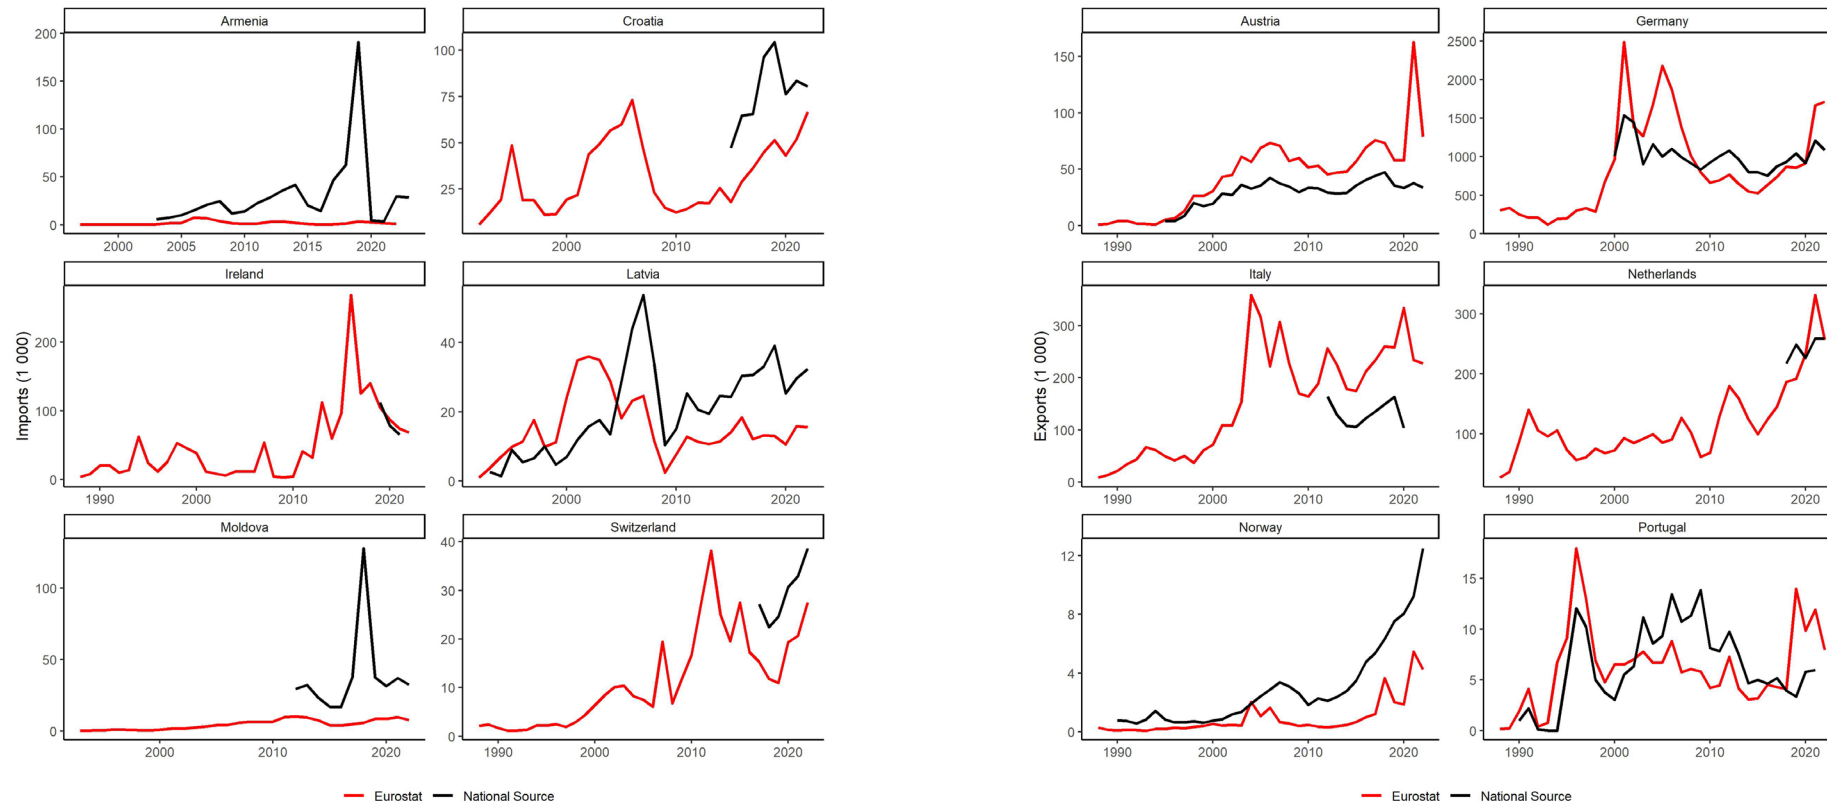 Armenia
200
150
100
50
0
2000 2005 2010 2015 2020
Croatia
100
75
50
25
2000 2010 2020
Ireland
200
100
0
1990 2000 2010 2020
Latvia
40
20
0
2000 2010 2020
Moldova
100
50
0
2000 2010 2020
Switzerland
40
30
20
10
0
1990 2000 2010 2020
Imports (1 000)
Eurostat National Source
Austria
150
100
50
0
1990 2000 2010 2020
Germany
2500
2000
1500
1000
500
0
1990 2000 2010 2020
Italy
300
200
100
0
1990 2000 2010 2020
Netherlands
300
200
100
1990 2000 2010 2020
Norway
12
8
4
0
1990 2000 2010 2020
Portugal
15
10
5
0
1990 2000 2010 2020
Exports (1 000)
Eurostat National Source